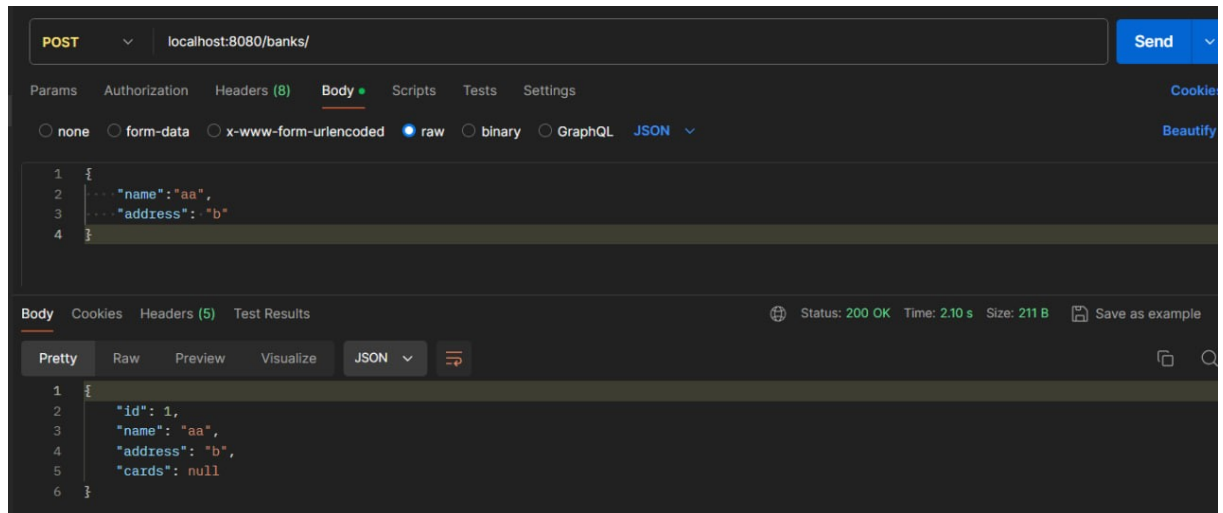 POST localhost:8080/banks/ Send
Params Authorization Headers (8) Body Scripts Tests Settings Cookies
none form-data x-www-form-urlencoded raw binary GraphQL JSON Beautify
1 {
2 "name":"aa",
3 "address": "b"
4 }
Body Cookies Headers (5) Test Results Status: 200 OK Time: 2.10 s Size: 211 B Save as example
Pretty Raw Preview Visualize JSON
1 {
2 "id": 1,
3 "name": "aa",
4 "address": "b",
5 "cards": null
6 }